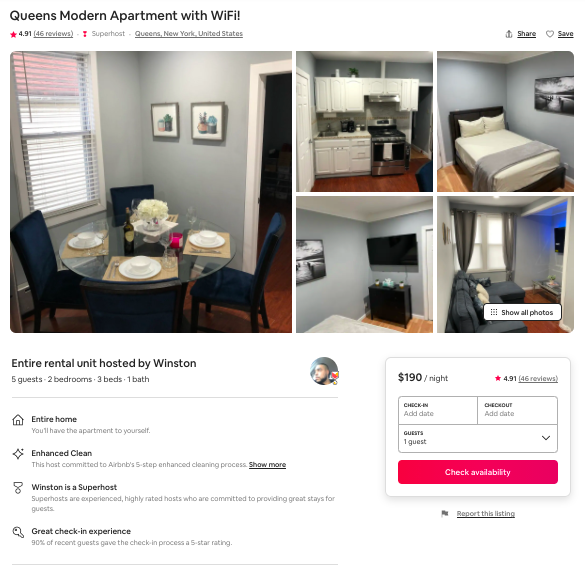 Queens Modern Apartment with WiFi!
4.91 (46 reviews) · Superhost · Queens, New York, United States
Share Save
Show all photos
Entire rental unit hosted by Winston
5 guests · 2 bedrooms · 3 beds · 1 bath
Entire home
You'll have the apartment to yourself.
Enhanced Clean
This host committed to Airbnb's 5-step enhanced cleaning process. Show more
Winston is a Superhost
Superhosts are experienced, highly rated hosts who are committed to providing great stays for
guests.
Great check-in experience
90% of recent guests gave the check-in process a 5-star rating.
$190 / night
4.91 (46 reviews)
CHECK-IN
Add date
CHECKOUT
Add date
GUESTS
1 guest
Check availability
Report this listing